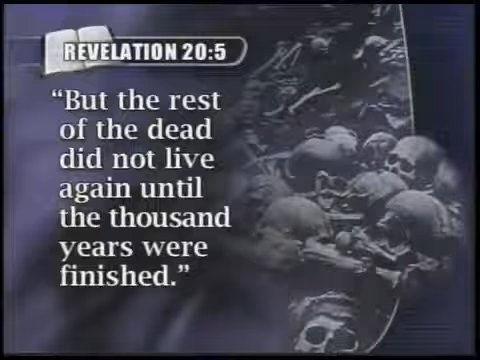 REVELATION 20:5
“But the rest
of the dead
did not live
again until
the thousand
years were
finished.”